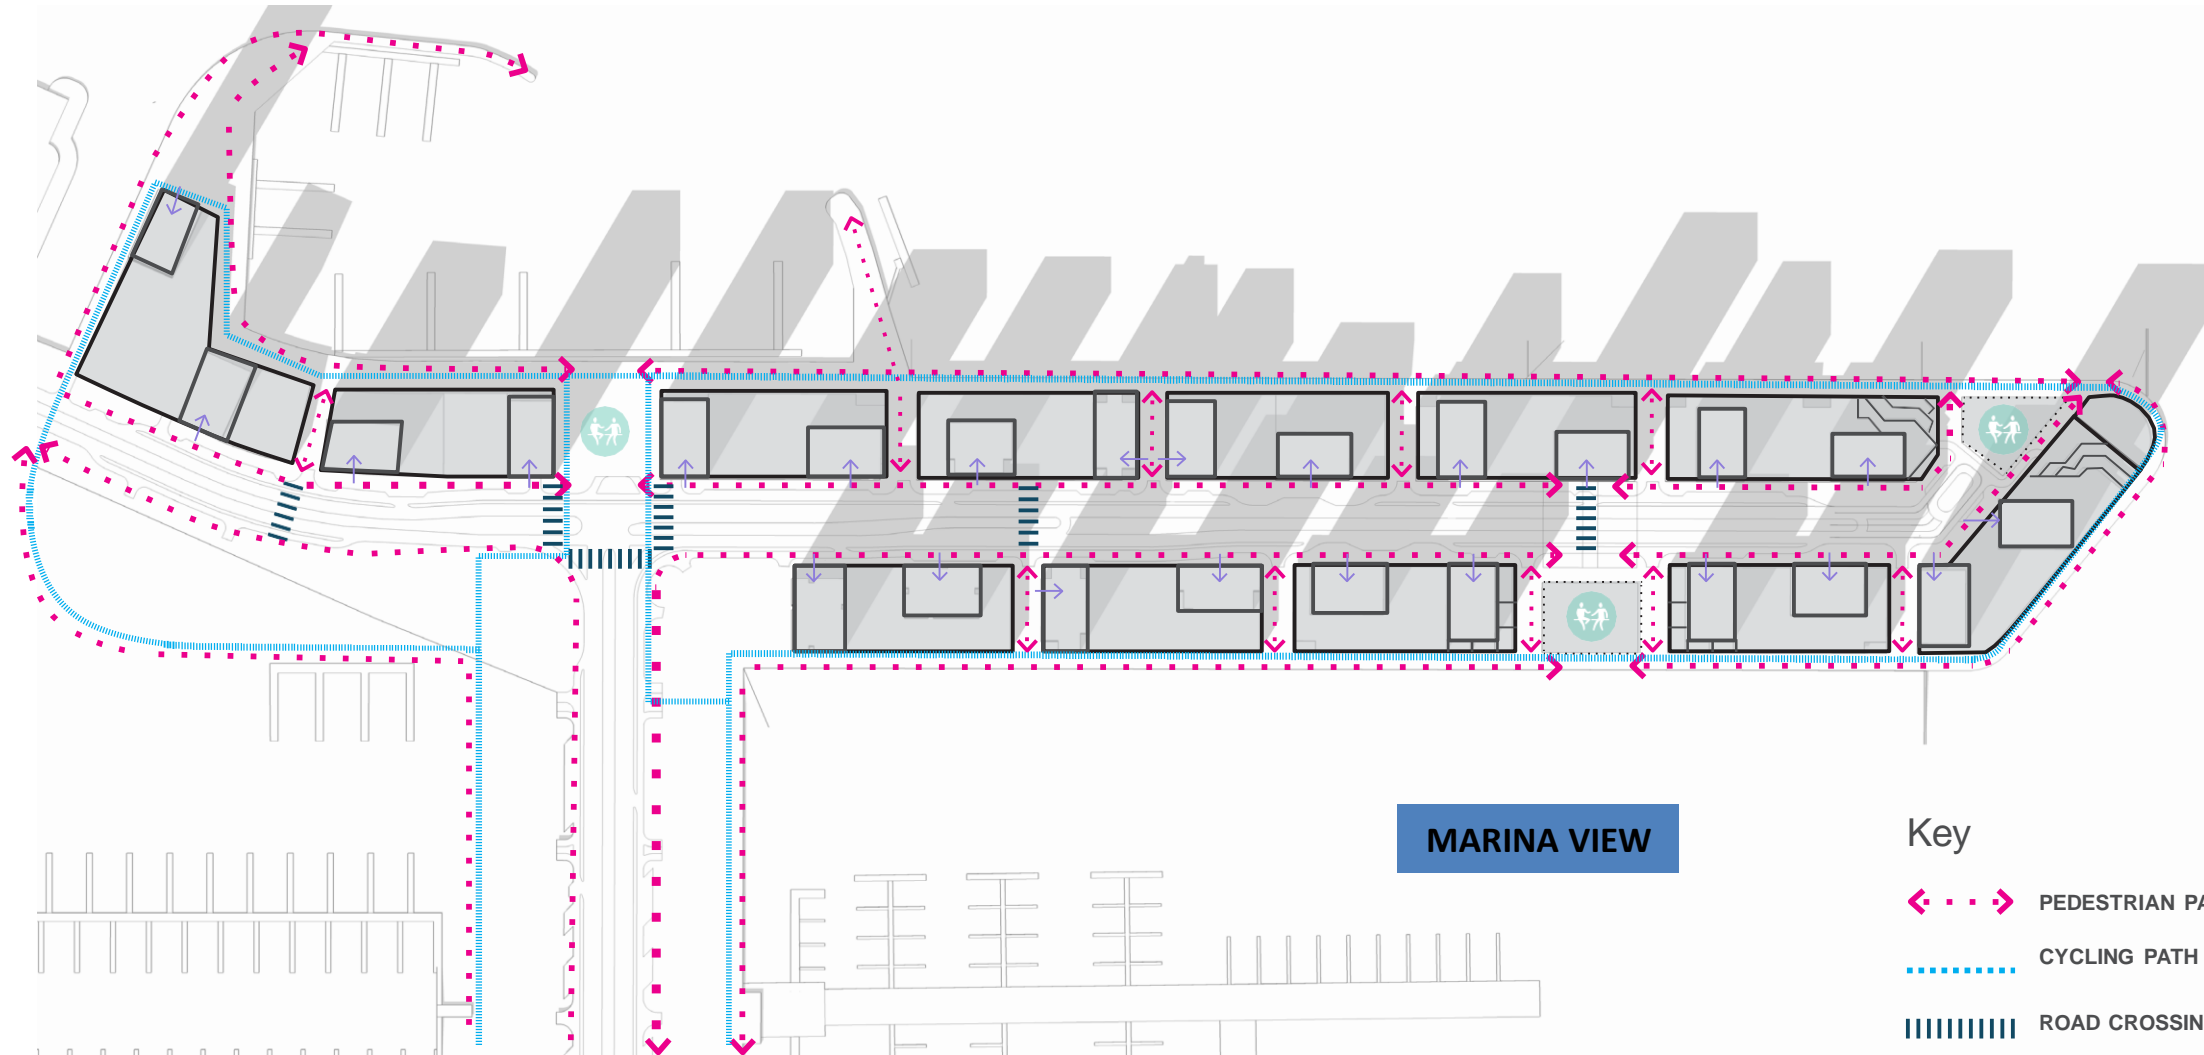 MARINA VIEW
Key
PEDESTRIAN PA
CYCLING PATH
ROAD CROSSIN